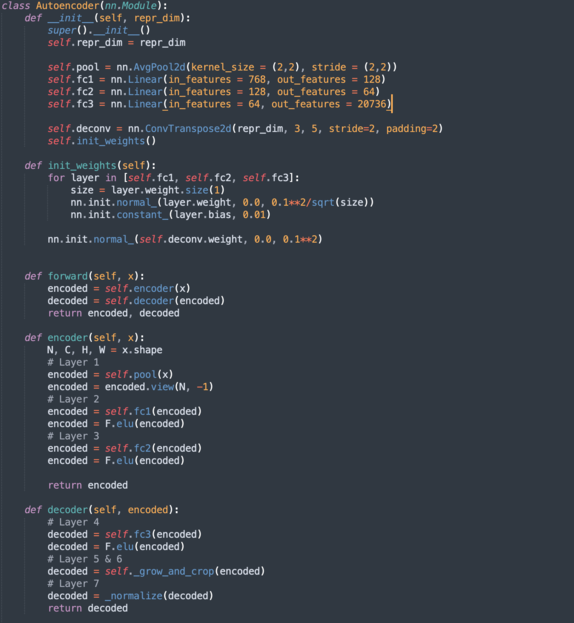 class Autoencoder(nn.Module):
    def __init__(self, repr_dim):
        super().__init__()
        self.repr_dim = repr_dim

        self.pool = nn.AvgPool2d(kernel_size = (2,2), stride = (2,2))
        self.fc1 = nn.Linear(in_features = 768, out_features = 128)
        self.fc2 = nn.Linear(in_features = 128, out_features = 64)
        self.fc3 = nn.Linear(in_features = 64, out_features = 20736)

        self.deconv = nn.ConvTranspose2d(repr_dim, 3, 5, stride=2, padding=2)
        self.init_weights()

    def init_weights(self):
        for layer in [self.fc1, self.fc2, self.fc3]:
            size = layer.weight.size(1)
            nn.init.normal_(layer.weight, 0.0, 0.1**2/sqrt(size))
            nn.init.constant_(layer.bias, 0.01)

        nn.init.normal_(self.deconv.weight, 0.0, 0.1**2)

    def forward(self, x):
        encoded = self.encoder(x)
        decoded = self.decoder(encoded)
        return encoded, decoded

    def encoder(self, x):
        N, C, H, W = x.shape
        # Layer 1
        encoded = self.pool(x)
        encoded = encoded.view(N, -1)
        # Layer 2
        encoded = self.fc1(encoded)
        encoded = F.elu(encoded)
        # Layer 3
        encoded = self.fc2(encoded)
        encoded = F.elu(encoded)

        return encoded

    def decoder(self, encoded):
        # Layer 4
        decoded = self.fc3(encoded)
        decoded = F.elu(decoded)
        # Layer 5 & 6
        decoded = self._grow_and_crop(encoded)
        # Layer 7
        decoded = _normalize(decoded)
        return decoded